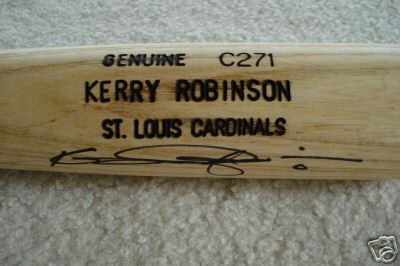 GENUINE C271
KERRY ROBINSON
ST. LOUIS CARDINALS